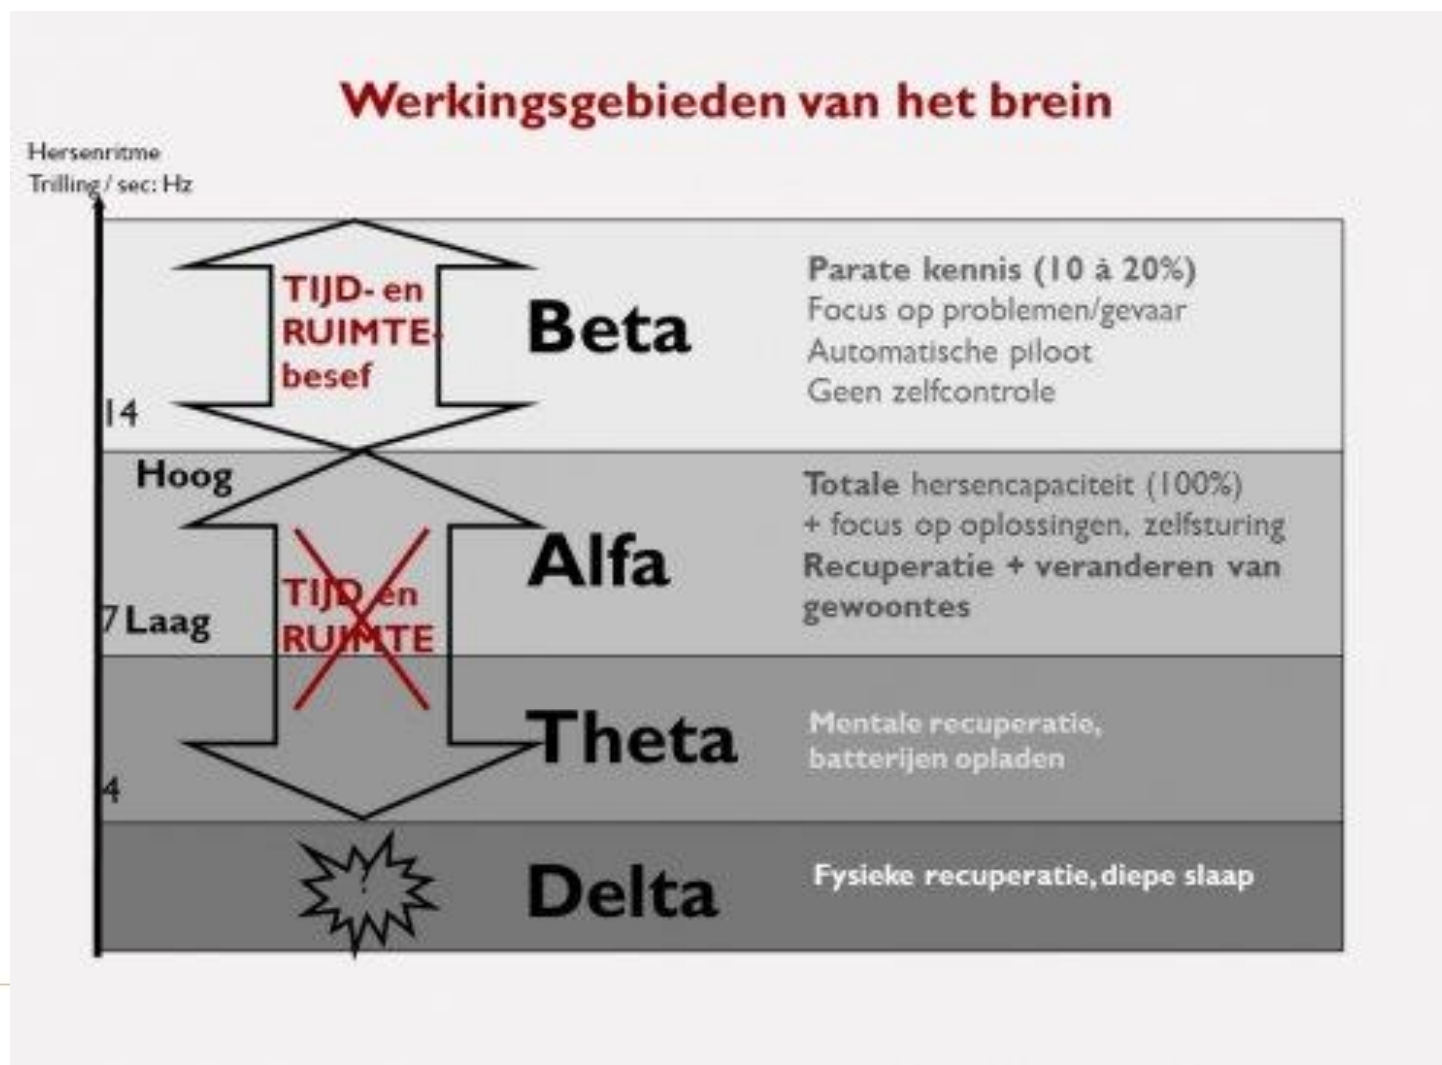 Werkingsgebieden van het brein
Hersenritme
Trilling / sec: Hz
TIJD- en
RUIMTE-
besef
Beta
Parate kennis (10 à 20%)
Focus op problemen/gevaar
Automatische piloot
Geen zelfcontrole
14
Hoog
TIJD en
RUIMTE
Alfa
Totale hersencapaciteit (100%)
+ focus op oplossingen, zelfsturing
Recuperatie + veranderen van
gewoontes
7 Laag
Theta
Mentale recuperatie,
batterijen opladen
4
?
Delta
Fysieke recuperatie, diepe slaap